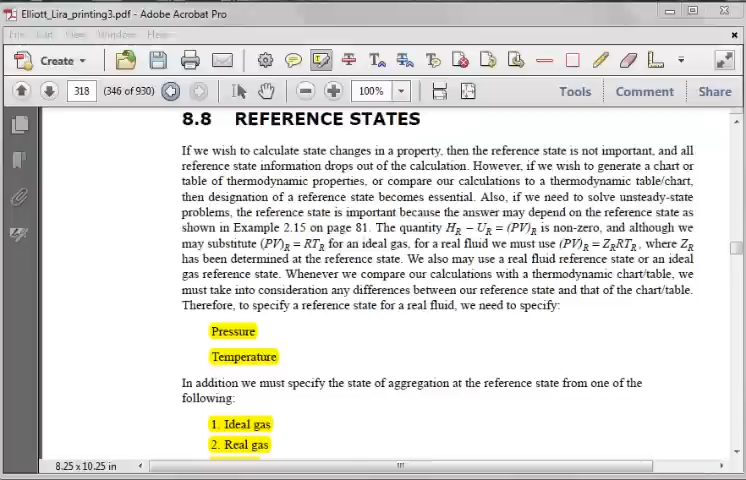 Elliott_Lira_printing3.pdf - Adobe Acrobat Pro
File Edit View Window Help
Create
318 (346 of 930) 100% Tools Comment Share
8.8 REFERENCE STATES
If we wish to calculate state changes in a property, then the reference state is not important, and all
reference state information drops out of the calculation. However, if we wish to generate a chart or
table of thermodynamic properties, or compare our calculations to a thermodynamic table/chart,
then designation of a reference state becomes essential. Also, if we need to solve unsteady-state
problems, the reference state is important because the answer may depend on the reference state as
shown in Example 2.15 on page 81. The quantity H_R − U_R = (PV)_R is non-zero, and although we
may substitute (PV)_R = RT_R for an ideal gas, for a real fluid we must use (PV)_R = Z_RRT_R, where Z_R
has been determined at the reference state. We also may use a real fluid reference state or an ideal
gas reference state. Whenever we compare our calculations with a thermodynamic chart/table, we
must take into consideration any differences between our reference state and that of the chart/table.
Therefore, to specify a reference state for a real fluid, we need to specify:
Pressure
Temperature
In addition we must specify the state of aggregation at the reference state from one of the
following:
1. Ideal gas
2. Real gas
8.25 x 10.25 in